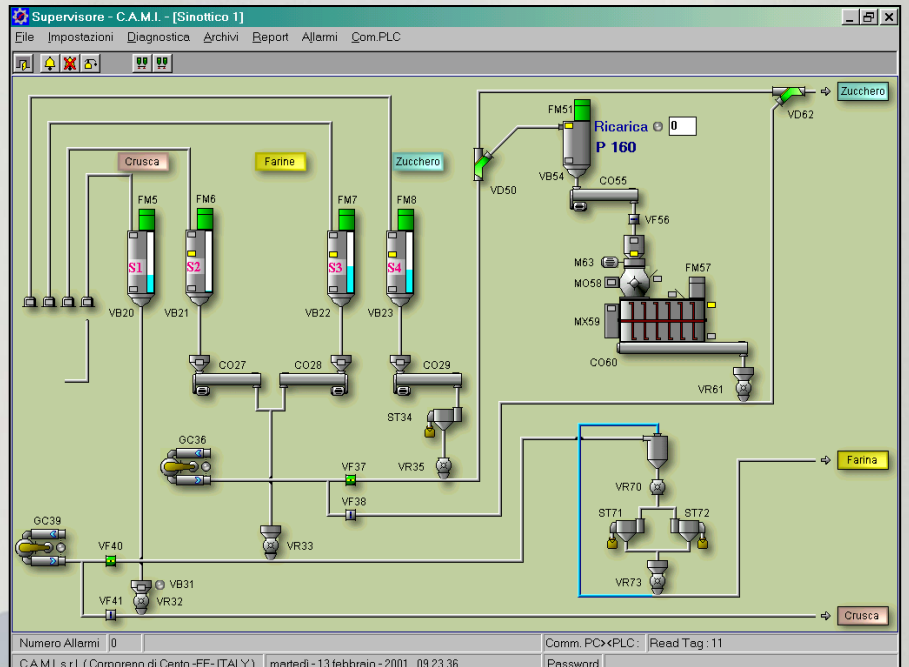 Supervisore - C.A.M.I. - [Sinottico 1]
File Impostazioni Diagnostica Archivi Report Allarmi Com.PLC
Zucchero
VD62
FM51
Ricarica 0
P 160
Crusca
Farine
Zucchero
VD50
VB54
CO55
FM5
FM6
FM7
FM8
VF56
M63
FM57
MO58
S1
S2
S3
S4
VB20
VB21
VB22
VB23
MX59
CO60
CO27
CO28
CO29
VR61
ST34
GC36
VR35
VF37
VF38
Farina
VR70
ST71
ST72
GC39
VF40
VR33
VR73
VB31
VF41
VR32
Crusca
Numero Allarmi 0
Comm. PC><PLC : Read Tag : 11
C.A.M.I. s.r.l. (Corporeno di Cento -FE- ITALY) martedì - 13 febbraio - 2001 09.23.36 Password